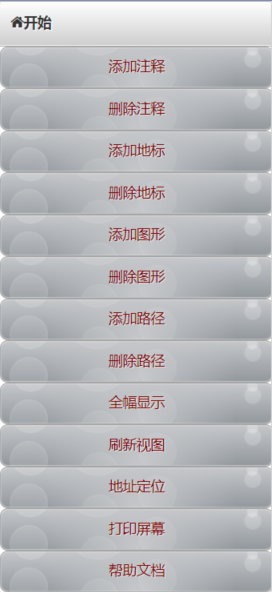 开始
添加注释
删除注释
添加地标
删除地标
添加图形
删除图形
添加路径
删除路径
全幅显示
刷新视图
地址定位
打印屏幕
帮助文档